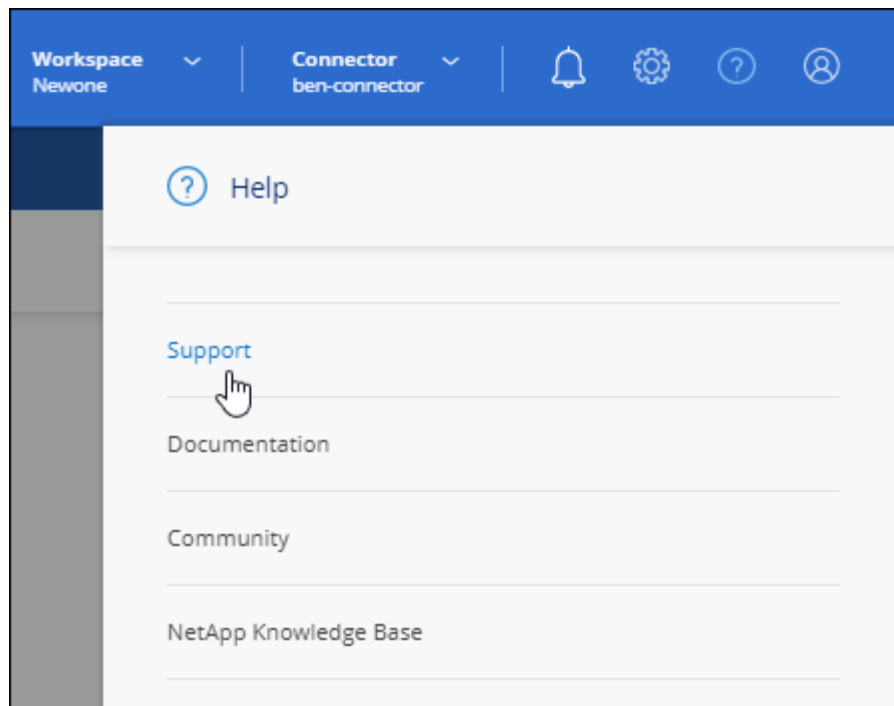 Workspace
Newone
Connector
ben-connector
Help
Support
Documentation
Community
NetApp Knowledge Base